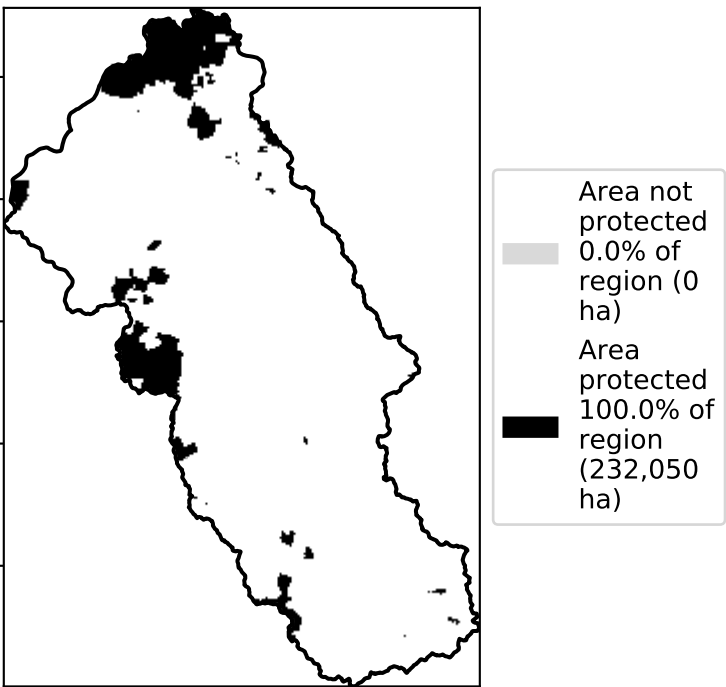 Area not
protected
0.0% of
region (0
ha)
Area
protected
100.0% of
region
(232,050
ha)